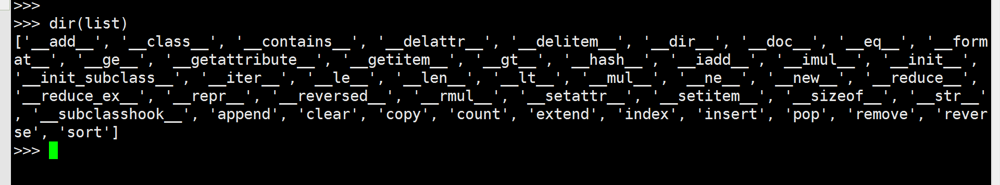 >>>
>>> dir(list)
['__add__', '__class__', '__contains__', '__delattr__', '__delitem__', '__dir__', '__doc__', '__eq__', '__form
at__', '__ge__', '__getattribute__', '__getitem__', '__gt__', '__hash__', '__iadd__', '__imul__', '__init__',
'__init_subclass__', '__iter__', '__le__', '__len__', '__lt__', '__mul__', '__ne__', '__new__', '__reduce__',
'__reduce_ex__', '__repr__', '__reversed__', '__rmul__', '__setattr__', '__setitem__', '__sizeof__', '__str__'
, '__subclasshook__', 'append', 'clear', 'copy', 'count', 'extend', 'index', 'insert', 'pop', 'remove', 'rever
se', 'sort']
>>>